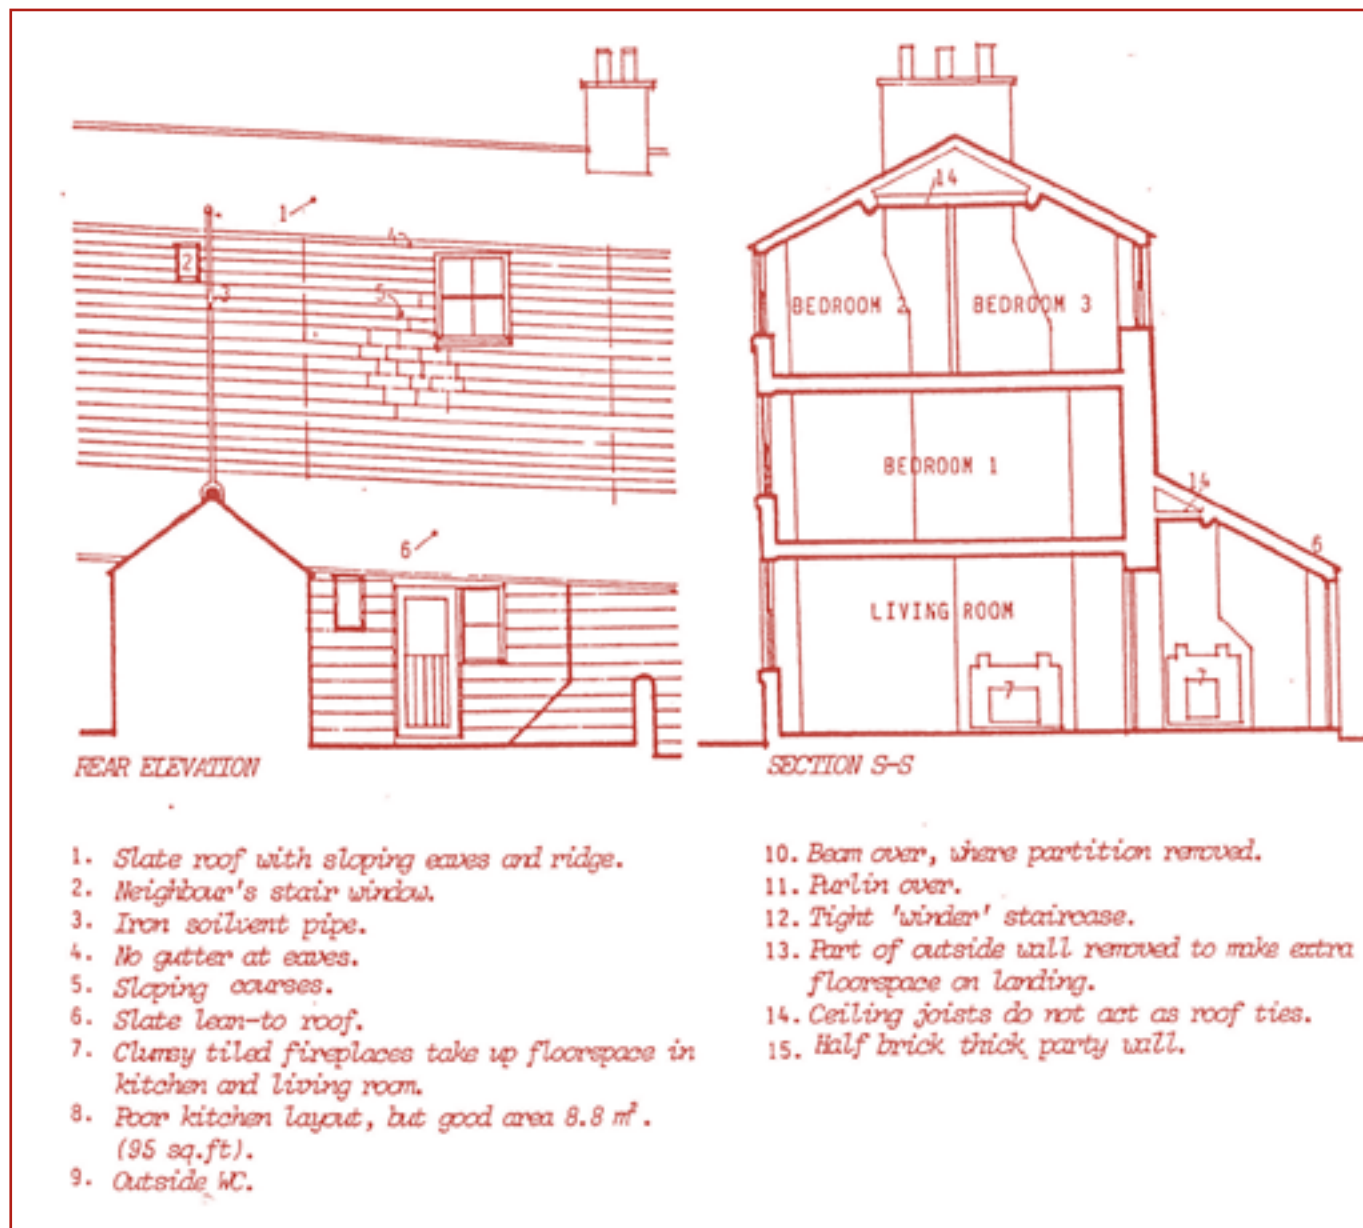 1
2
3
4
5
6
REAR ELEVATION
14
BEDROOM 2
BEDROOM 3
BEDROOM 1
14
6
LIVING ROOM
7
7
SECTION S-S
1. Slate roof with sloping eaves and ridge.
2. Neighbour's stair window.
3. Iron soilvent pipe.
4. No gutter at eaves.
5. Sloping courses.
6. Slate lean-to roof.
7. Clumsy tiled fireplaces take up floorspace in
kitchen and living room.
8. Poor kitchen layout, but good area 8.8 m².
(95 sq.ft).
9. Outside WC.
10. Beam over, where partition removed.
11. Purlin over.
12. Tight 'winder' staircase.
13. Part of outside wall removed to make extra
floorspace on landing.
14. Ceiling joists do not act as roof ties.
15. Half brick thick party wall.